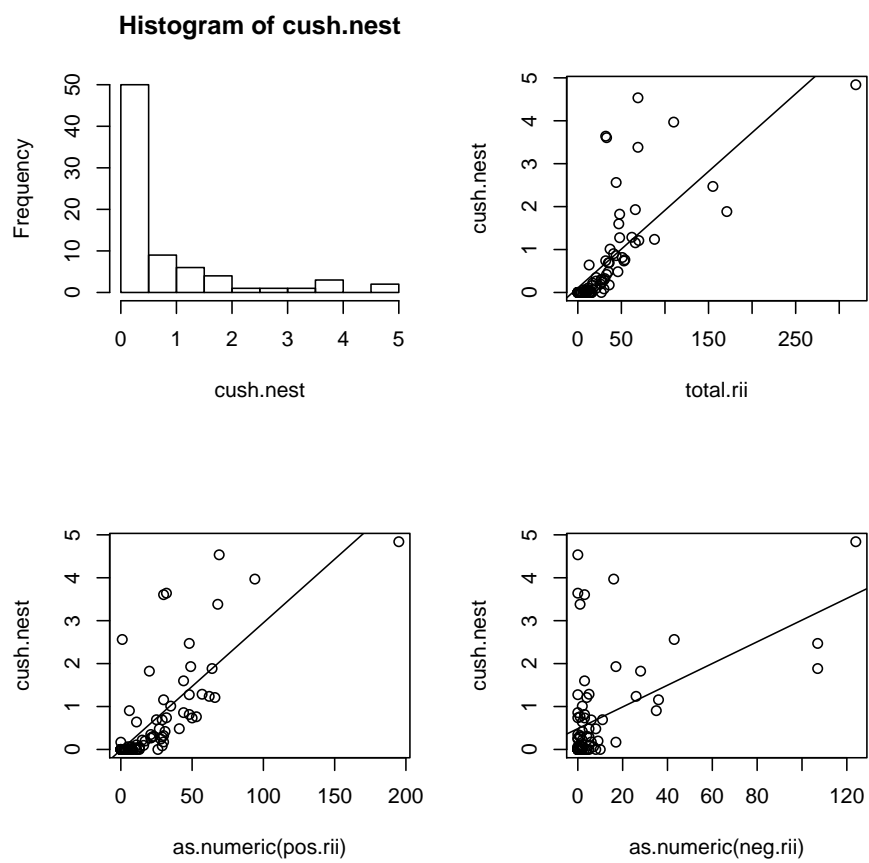 Histogram of cush.nest
Frequency
0 10 20 30 40 50
0 1 2 3 4 5
cush.nest
cush.nest
0 1 2 3 4 5
0 50 150 250
total.rii
cush.nest
0 1 2 3 4 5
0 50 100 150 200
as.numeric(pos.rii)
cush.nest
0 1 2 3 4 5
0 20 40 60 80 120
as.numeric(neg.rii)